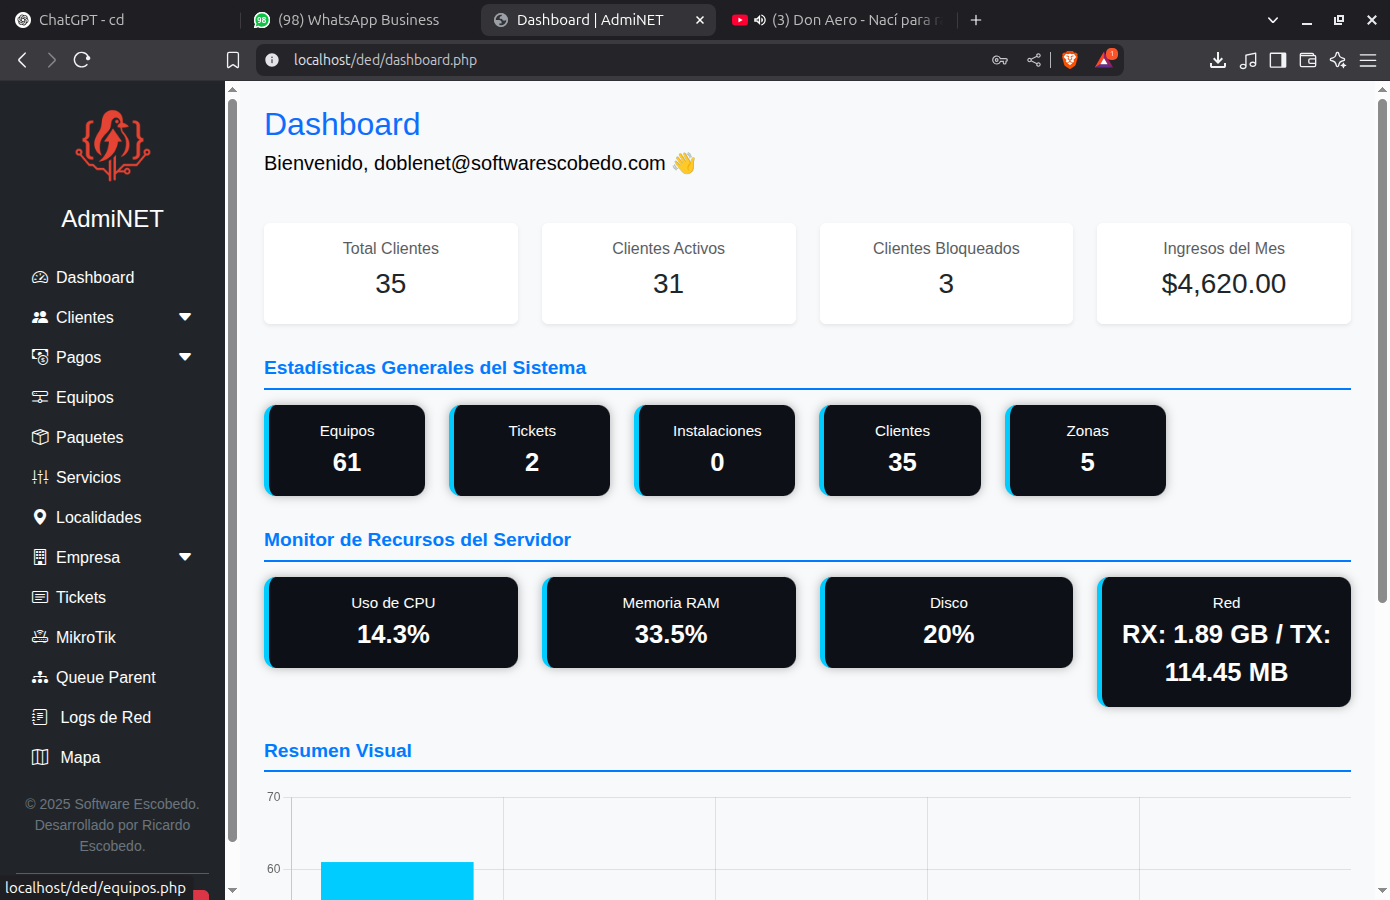 ChatGPT - cd
(98) WhatsApp Business
Dashboard | AdmiNET
(3) Don Aero - Nací para
localhost/ded/dashboard.php
1
AdmiNET
Dashboard
Clientes
Pagos
Equipos
Paquetes
Servicios
Localidades
Empresa
Tickets
MikroTik
Queue Parent
Logs de Red
Mapa
© 2025 Software Escobedo.
Desarrollado por Ricardo
Escobedo.
localhost/ded/equipos.php
Dashboard
Bienvenido, doblenet@softwarescobedo.com 👋
Total Clientes
35
Clientes Activos
31
Clientes Bloqueados
3
Ingresos del Mes
$4,620.00
Estadísticas Generales del Sistema
Equipos
61
Tickets
2
Instalaciones
0
Clientes
35
Zonas
5
Monitor de Recursos del Servidor
Uso de CPU
14.3%
Memoria RAM
33.5%
Disco
20%
Red
RX: 1.89 GB / TX:
114.45 MB
Resumen Visual
70
60